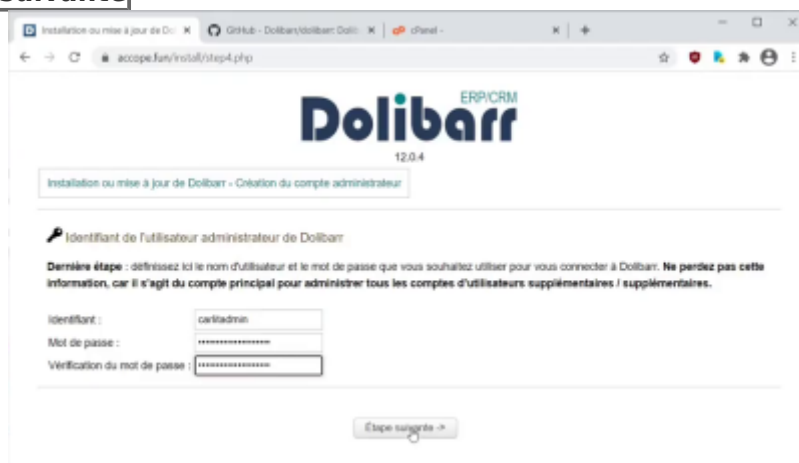 Suivante
Installation ou mise à jour de Do
GitHub - Dolibarr/dolibarr: Doli
cPanel -
accope.fun/install/step4.php
Dolibarr
ERP/CRM
12.0.4
Installation ou mise à jour de Dolibarr - Création du compte administrateur
Identifiant de l'utilisateur administrateur de Dolibarr
Dernière étape : définissez ici le nom d'utilisateur et le mot de passe que vous souhaitez utiliser pour vous connecter à Dolibarr. Ne perdez pas cette
information, car il s'agit du compte principal pour administrer tous les comptes d'utilisateurs supplémentaires / supplémentaires.
Identifiant :
carlitadmin
Mot de passe :
Vérification du mot de passe :
Étape suivante ->